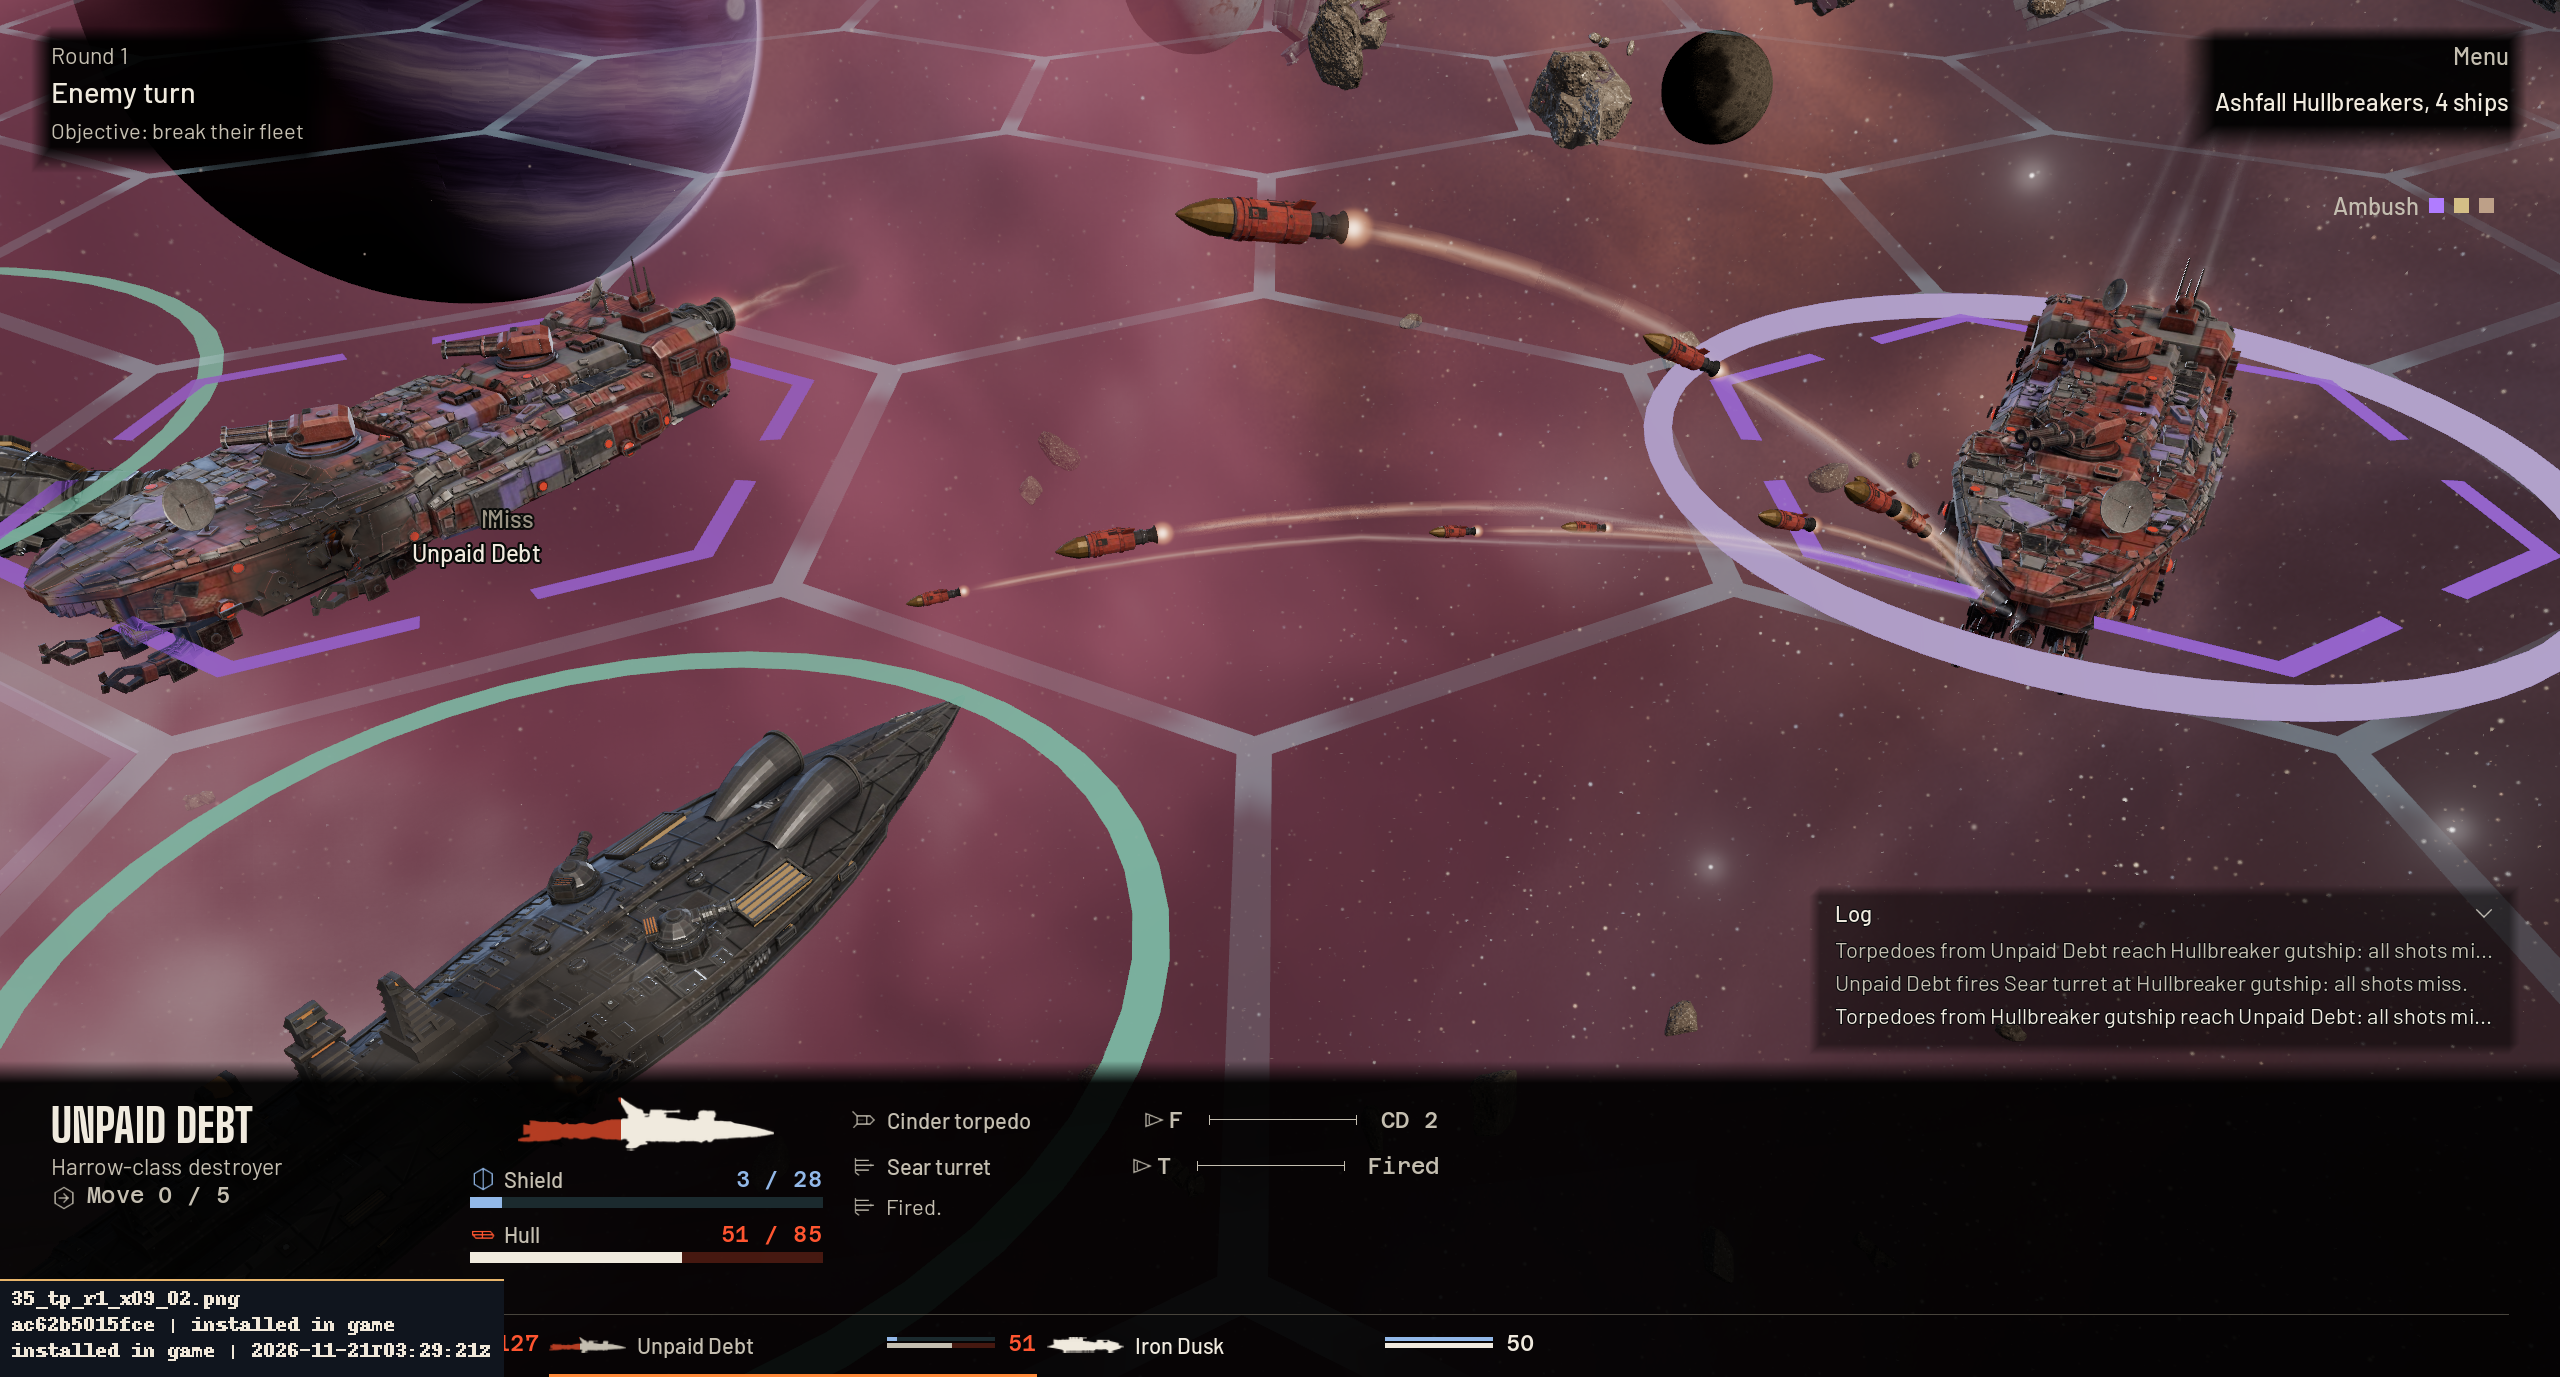 Round 1
Enemy turn
Objective: break their fleet
Menu
Ashfall Hullbreakers, 4 ships
Ambush
Miss
Unpaid Debt
Log
Torpedoes from Unpaid Debt reach Hullbreaker gutship: all shots mi...
Unpaid Debt fires Sear turret at Hullbreaker gutship: all shots miss.
Torpedoes from Hullbreaker gutship reach Unpaid Debt: all shots mi...
UNPAID DEBT
Harrow-class destroyer
Move 0 / 5
Shield 3 / 28
Hull 51 / 85
Cinder torpedo F CD 2
Sear turret T Fired
Fired.
35_tp_r1_x09_02.png
ac62b5015fce | installed in game
installed in game | 2026-11-21T03:29:21Z
127 Unpaid Debt 51 Iron Dusk 50